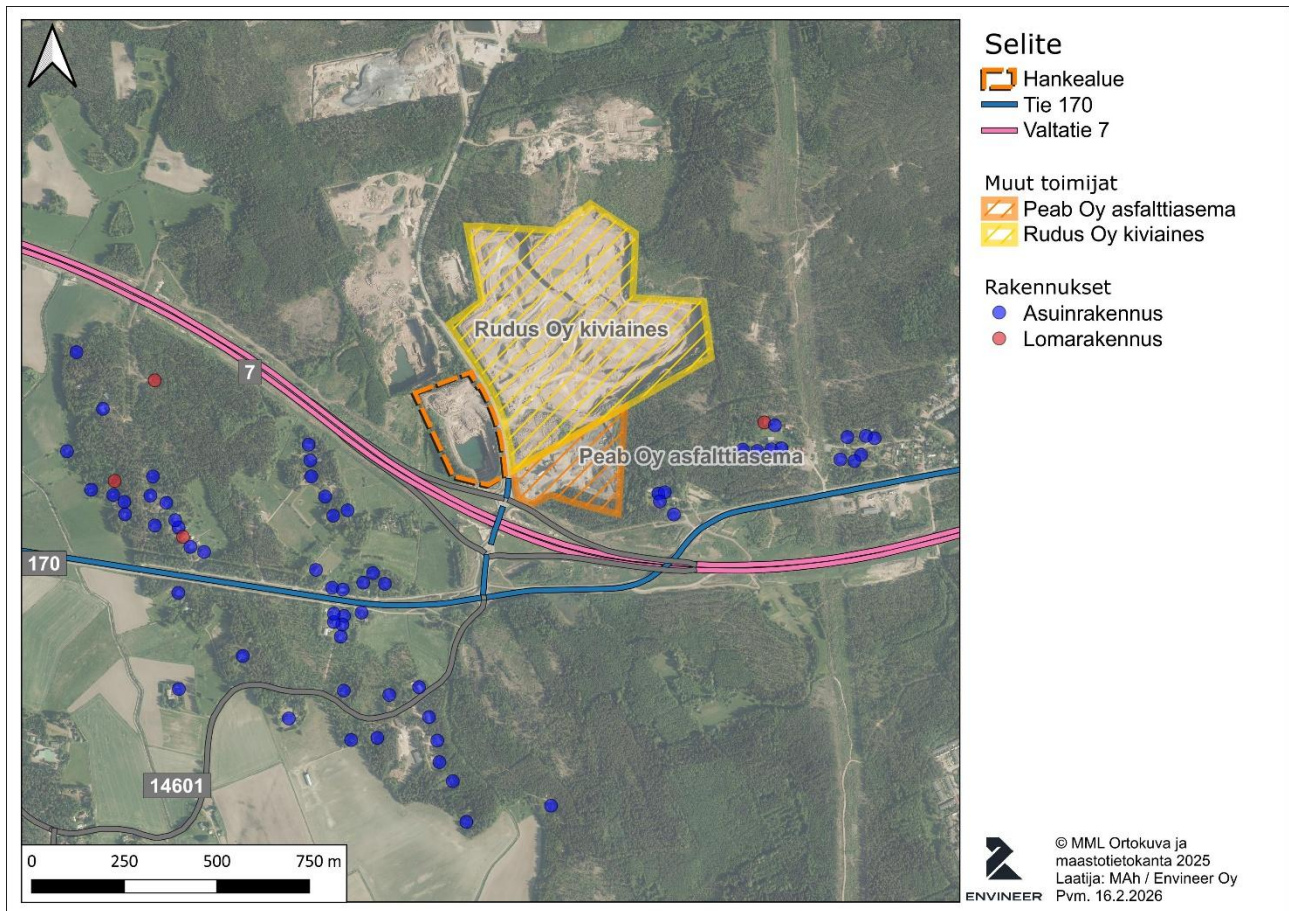 Selite
Hankealue
Tie 170
Valtatie 7
Muut toimijat
Peab Oy asfalttiasema
Rudus Oy kiviaines
Rakennukset
Asuinrakennus
Lomarakennus
Rudus Oy kiviaines
7
Peab Oy asfalttiasema
170
14601
0 250 500 750 m
ENVINEER
© MML Ortokuva ja
maastotietokanta 2025
Laatija: MAh / Envineer Oy
Pvm. 16.2.2026